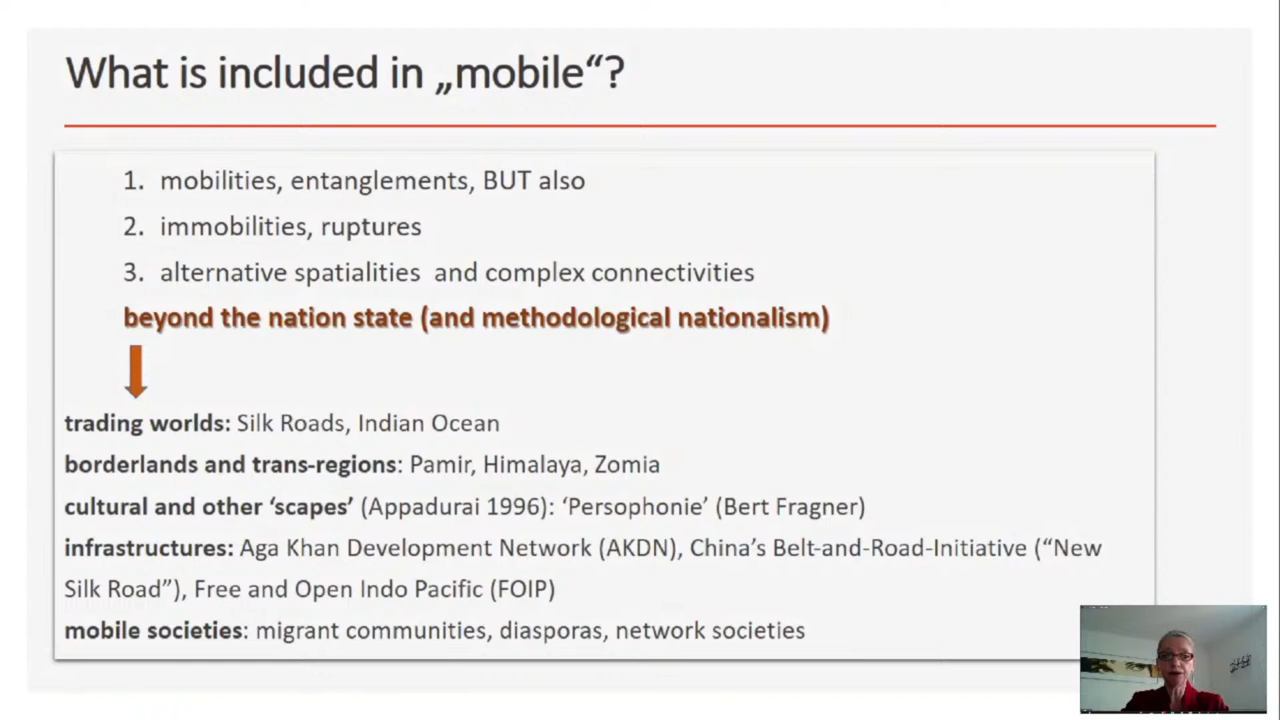 What is included in „mobile“?
1. mobilities, entanglements, BUT also
2. immobilities, ruptures
3. alternative spatialities and complex connectivities
beyond the nation state (and methodological nationalism)
trading worlds: Silk Roads, Indian Ocean
borderlands and trans-regions: Pamir, Himalaya, Zomia
cultural and other ‘scapes’ (Appadurai 1996): ‘Persophonie’ (Bert Fragner)
infrastructures: Aga Khan Development Network (AKDN), China’s Belt-and-Road-Initiative (“New
Silk Road”), Free and Open Indo Pacific (FOIP)
mobile societies: migrant communities, diasporas, network societies